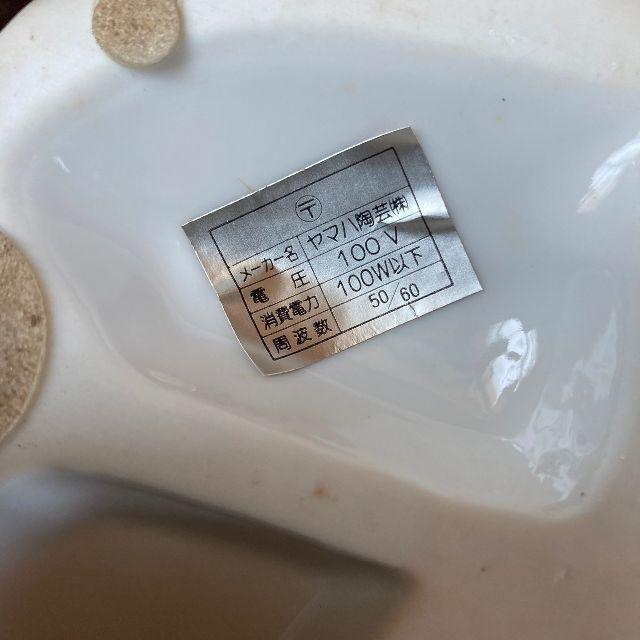 〒
メーカー名 ヤマハ陶芸㈱
電圧 100V
消費電力 100W以下
周波数 50/60